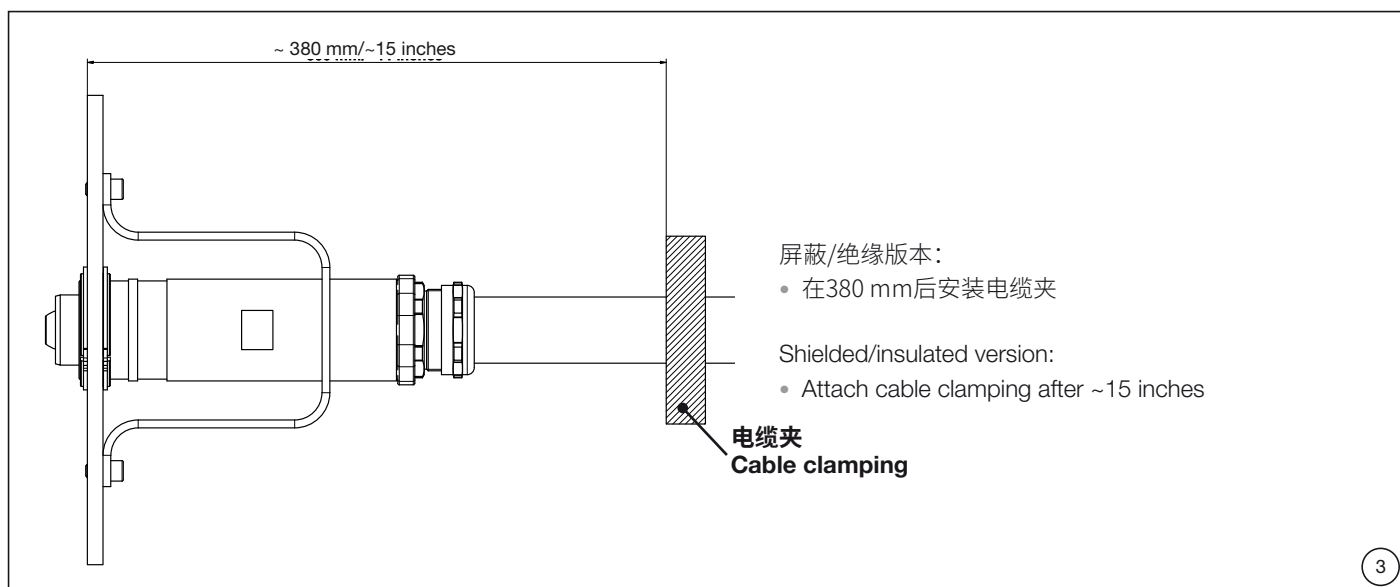 ~ 380 mm/~15 inches
屏蔽/绝缘版本：
• 在380 mm后安装电缆夹
Shielded/insulated version:
• Attach cable clamping after ~15 inches
电缆夹
Cable clamping
3